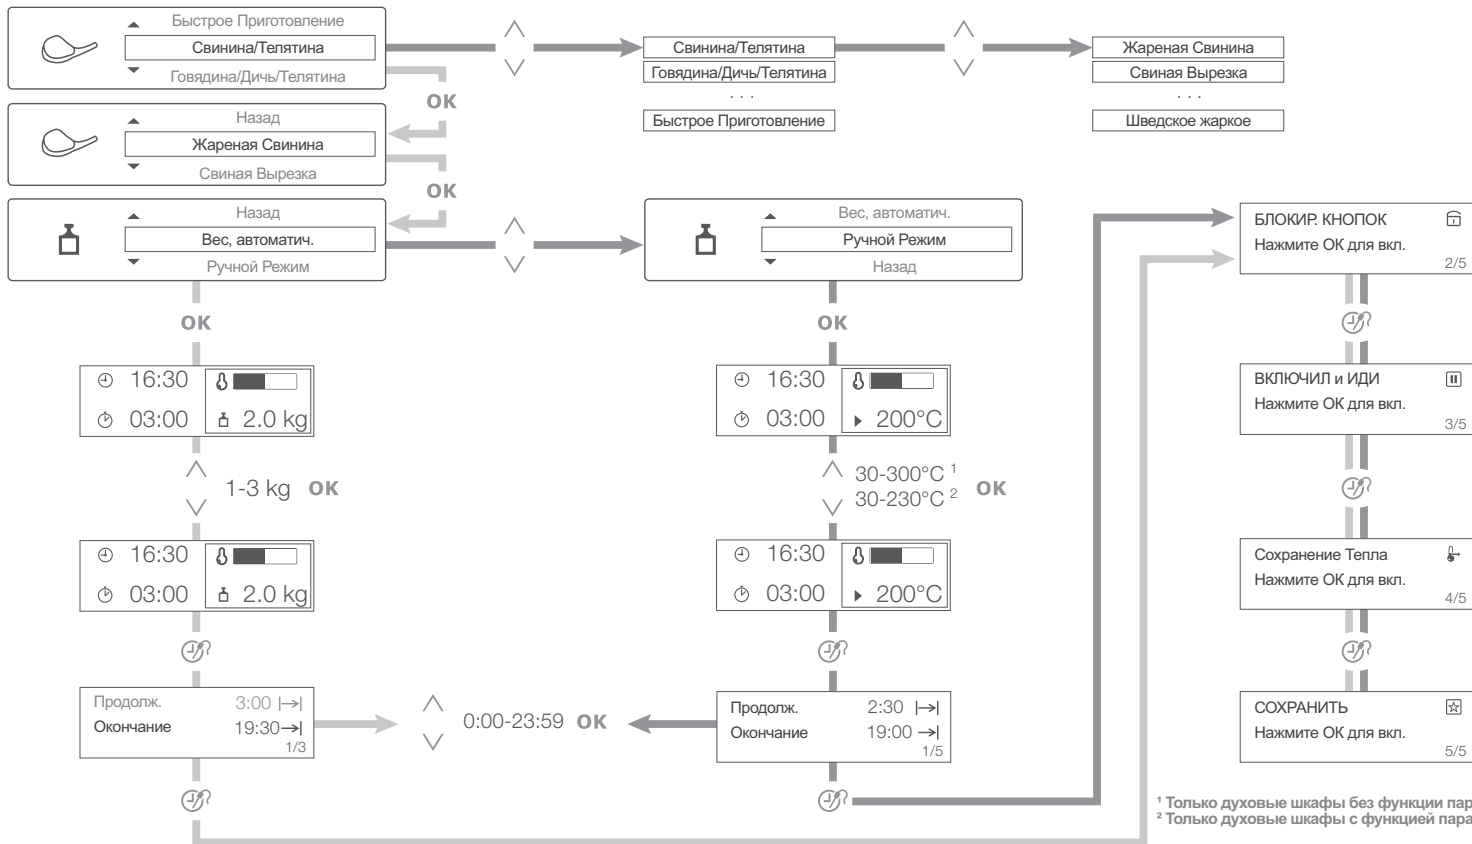 Быстрое Приготовление
Свинина/Телятина
Говядина/Дичь/Телятина
OK
Назад
Жареная Свинина
Свиная Вырезка
OK
Назад
Вес, автоматич.
Ручной Режим
Свинина/Телятина
Говядина/Дичь/Телятина
. . .
Быстрое Приготовление
Жареная Свинина
Свиная Вырезка
. . .
Шведское жаркое
Вес, автоматич.
Ручной Режим
Назад
OK
16:30
03:00 2.0 kg
1-3 kg OK
16:30
03:00 2.0 kg
Продолж. 3:00
Окончание 19:30
1/3
0:00-23:59 OK
OK
16:30
03:00 200°C
30-300°C ¹
30-230°C ² OK
16:30
03:00 200°C
Продолж. 2:30
Окончание 19:00
1/5
БЛОКИР. КНОПОК
Нажмите ОК для вкл.
2/5
ВКЛЮЧИЛ и ИДИ
Нажмите ОК для вкл.
3/5
Сохранение Тепла
Нажмите ОК для вкл.
4/5
СОХРАНИТЬ
Нажмите ОК для вкл.
5/5
¹ Только духовые шкафы без функции пар
² Только духовые шкафы с функцией пара